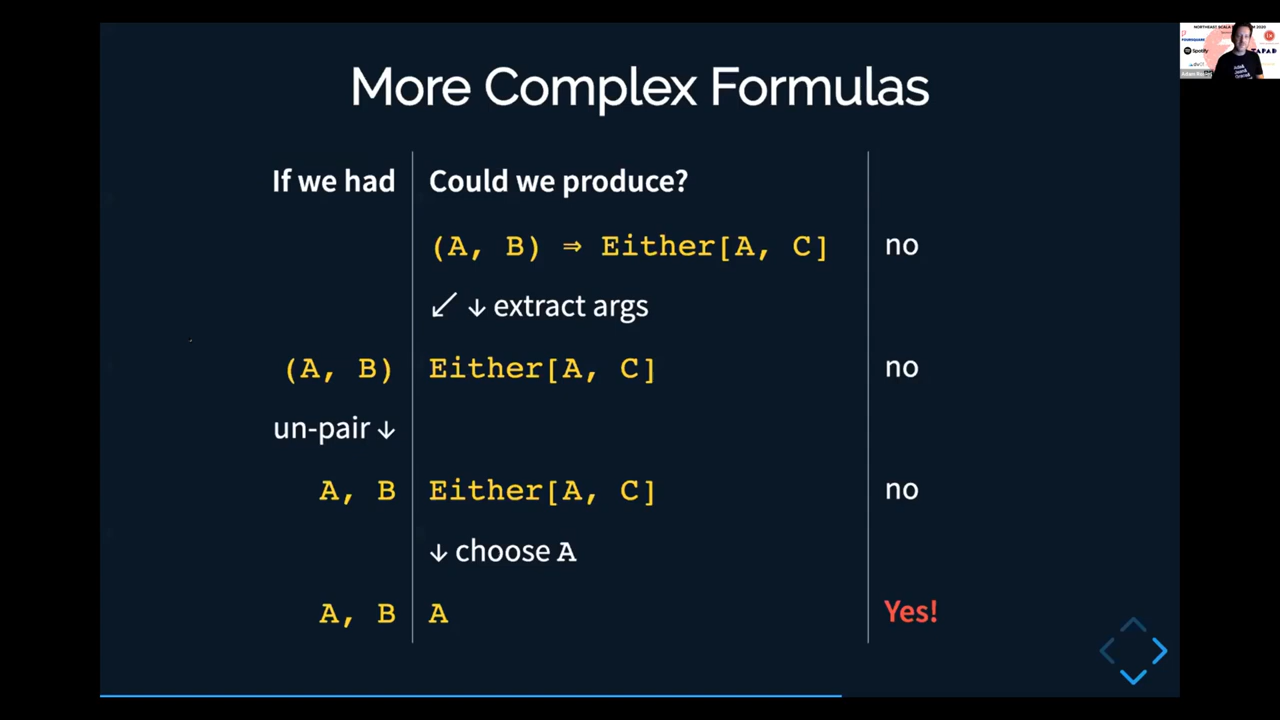 More Complex Formulas
If we had Could we produce?
(A, B) ⇒ Either[A, C] no
↙ ↓ extract args
(A, B) Either[A, C] no
un-pair ↓
A, B Either[A, C] no
↓ choose A
A, B A Yes!
Spotify